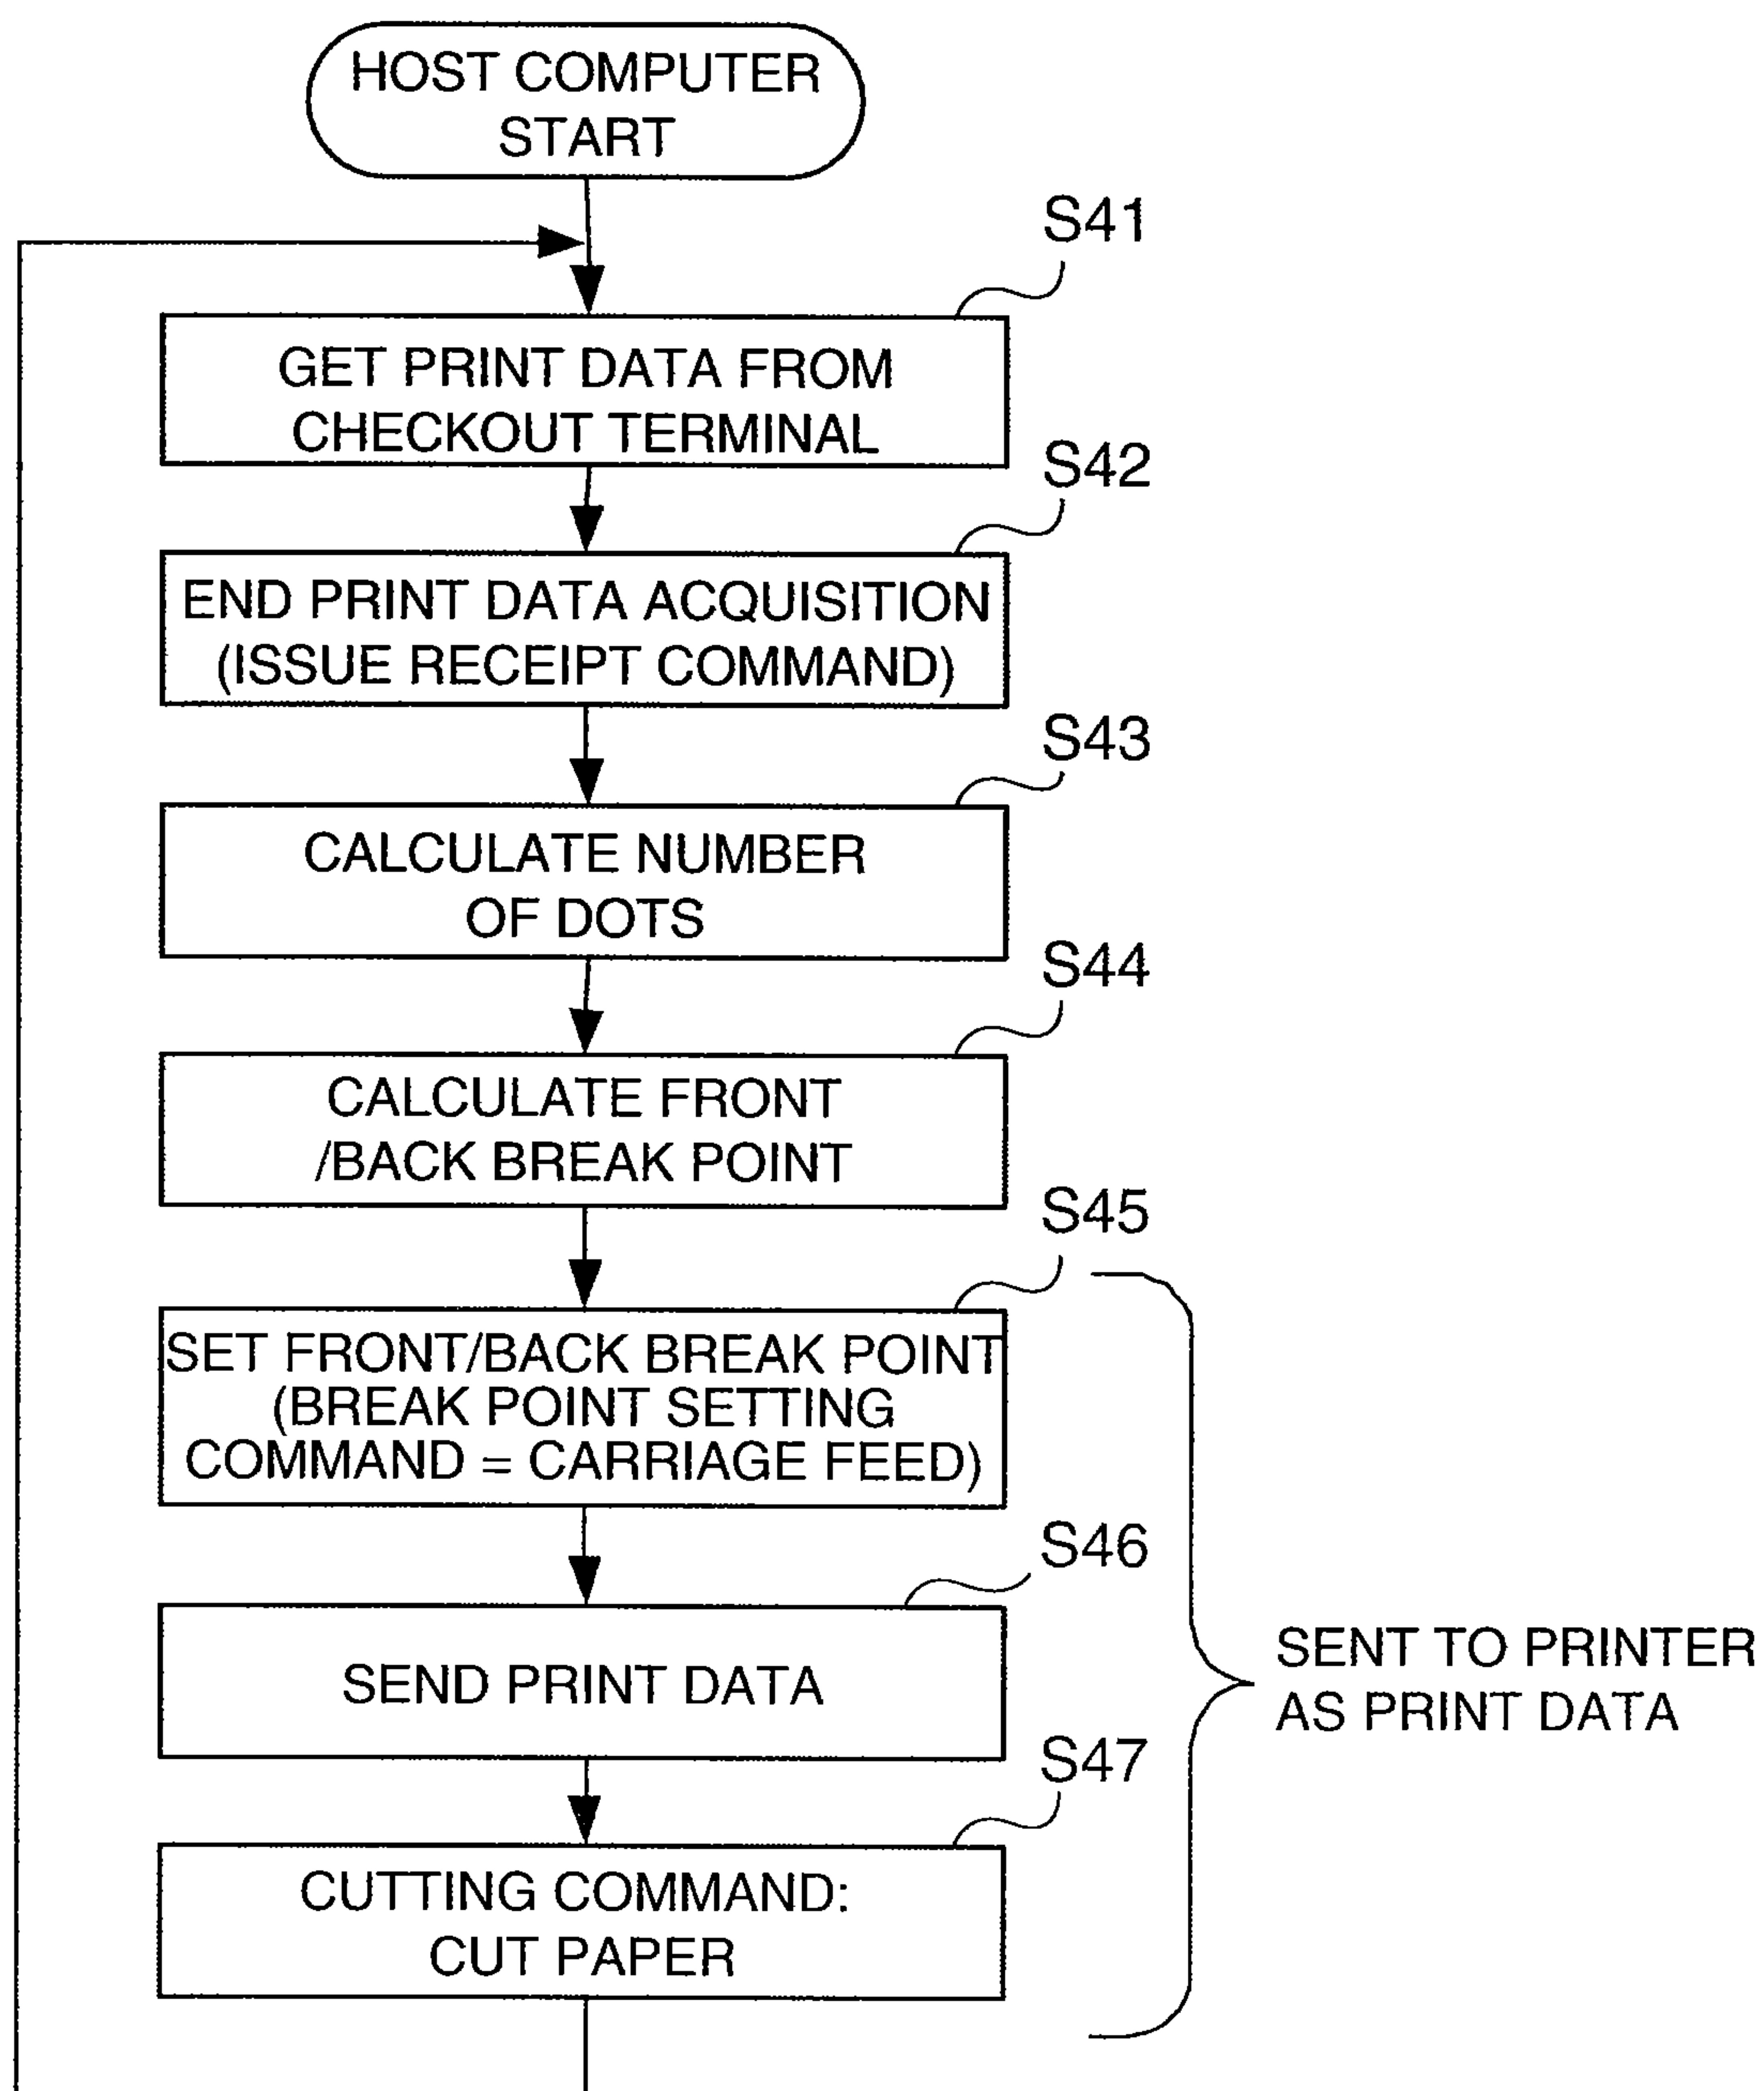 HOST COMPUTER
START
S41
GET PRINT DATA FROM
CHECKOUT TERMINAL
S42
END PRINT DATA ACQUISITION
(ISSUE RECEIPT COMMAND)
S43
CALCULATE NUMBER
OF DOTS
S44
CALCULATE FRONT
/BACK BREAK POINT
S45
SET FRONT/BACK BREAK POINT
(BREAK POINT SETTING
COMMAND = CARRIAGE FEED)
S46
SEND PRINT DATA
S47
CUTTING COMMAND:
CUT PAPER
SENT TO PRINTER
AS PRINT DATA